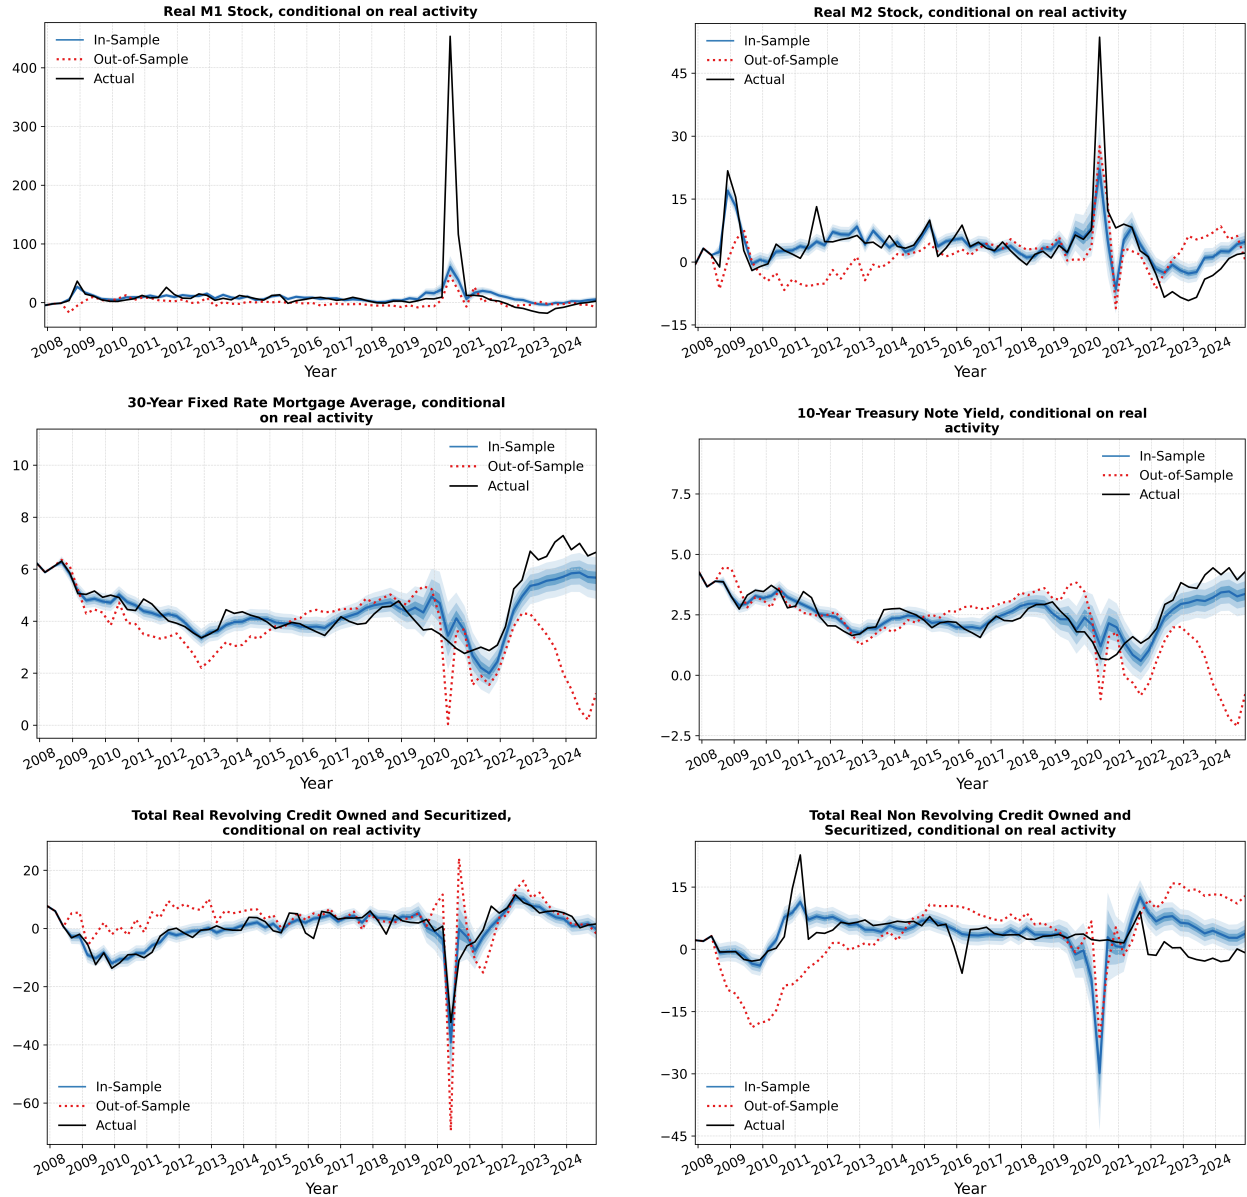 Real M1 Stock, conditional on real activity
In-Sample
Out-of-Sample
Actual
400
300
200
100
0
2008 2009 2010 2011 2012 2013 2014 2015 2016 2017 2018 2019 2020 2021 2022 2023 2024
Year
Real M2 Stock, conditional on real activity
In-Sample
Out-of-Sample
Actual
45
30
15
0
−15
2008 2009 2010 2011 2012 2013 2014 2015 2016 2017 2018 2019 2020 2021 2022 2023 2024
Year
30-Year Fixed Rate Mortgage Average, conditional
on real activity
In-Sample
Out-of-Sample
Actual
10
8
6
4
2
0
2008 2009 2010 2011 2012 2013 2014 2015 2016 2017 2018 2019 2020 2021 2022 2023 2024
Year
10-Year Treasury Note Yield, conditional on real
activity
In-Sample
Out-of-Sample
Actual
7.5
5.0
2.5
0.0
−2.5
2008 2009 2010 2011 2012 2013 2014 2015 2016 2017 2018 2019 2020 2021 2022 2023 2024
Year
Total Real Revolving Credit Owned and Securitized,
conditional on real activity
20
0
−20
−40
−60
In-Sample
Out-of-Sample
Actual
2008 2009 2010 2011 2012 2013 2014 2015 2016 2017 2018 2019 2020 2021 2022 2023 2024
Year
Total Real Non Revolving Credit Owned and
Securitized, conditional on real activity
15
0
−15
−30
−45
In-Sample
Out-of-Sample
Actual
2008 2009 2010 2011 2012 2013 2014 2015 2016 2017 2018 2019 2020 2021 2022 2023 2024
Year